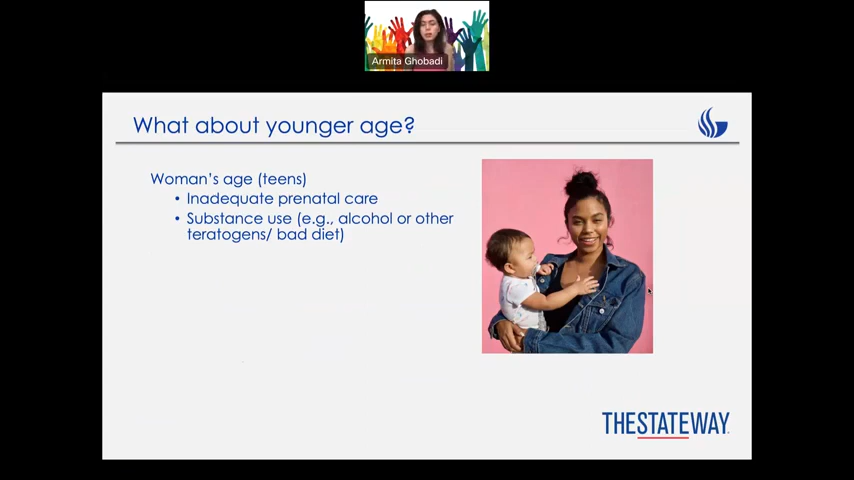 Armita Ghobadi
What about younger age?
Woman's age (teens)
• Inadequate prenatal care
• Substance use (e.g., alcohol or other
teratogens/ bad diet)
THESTATEWAY.